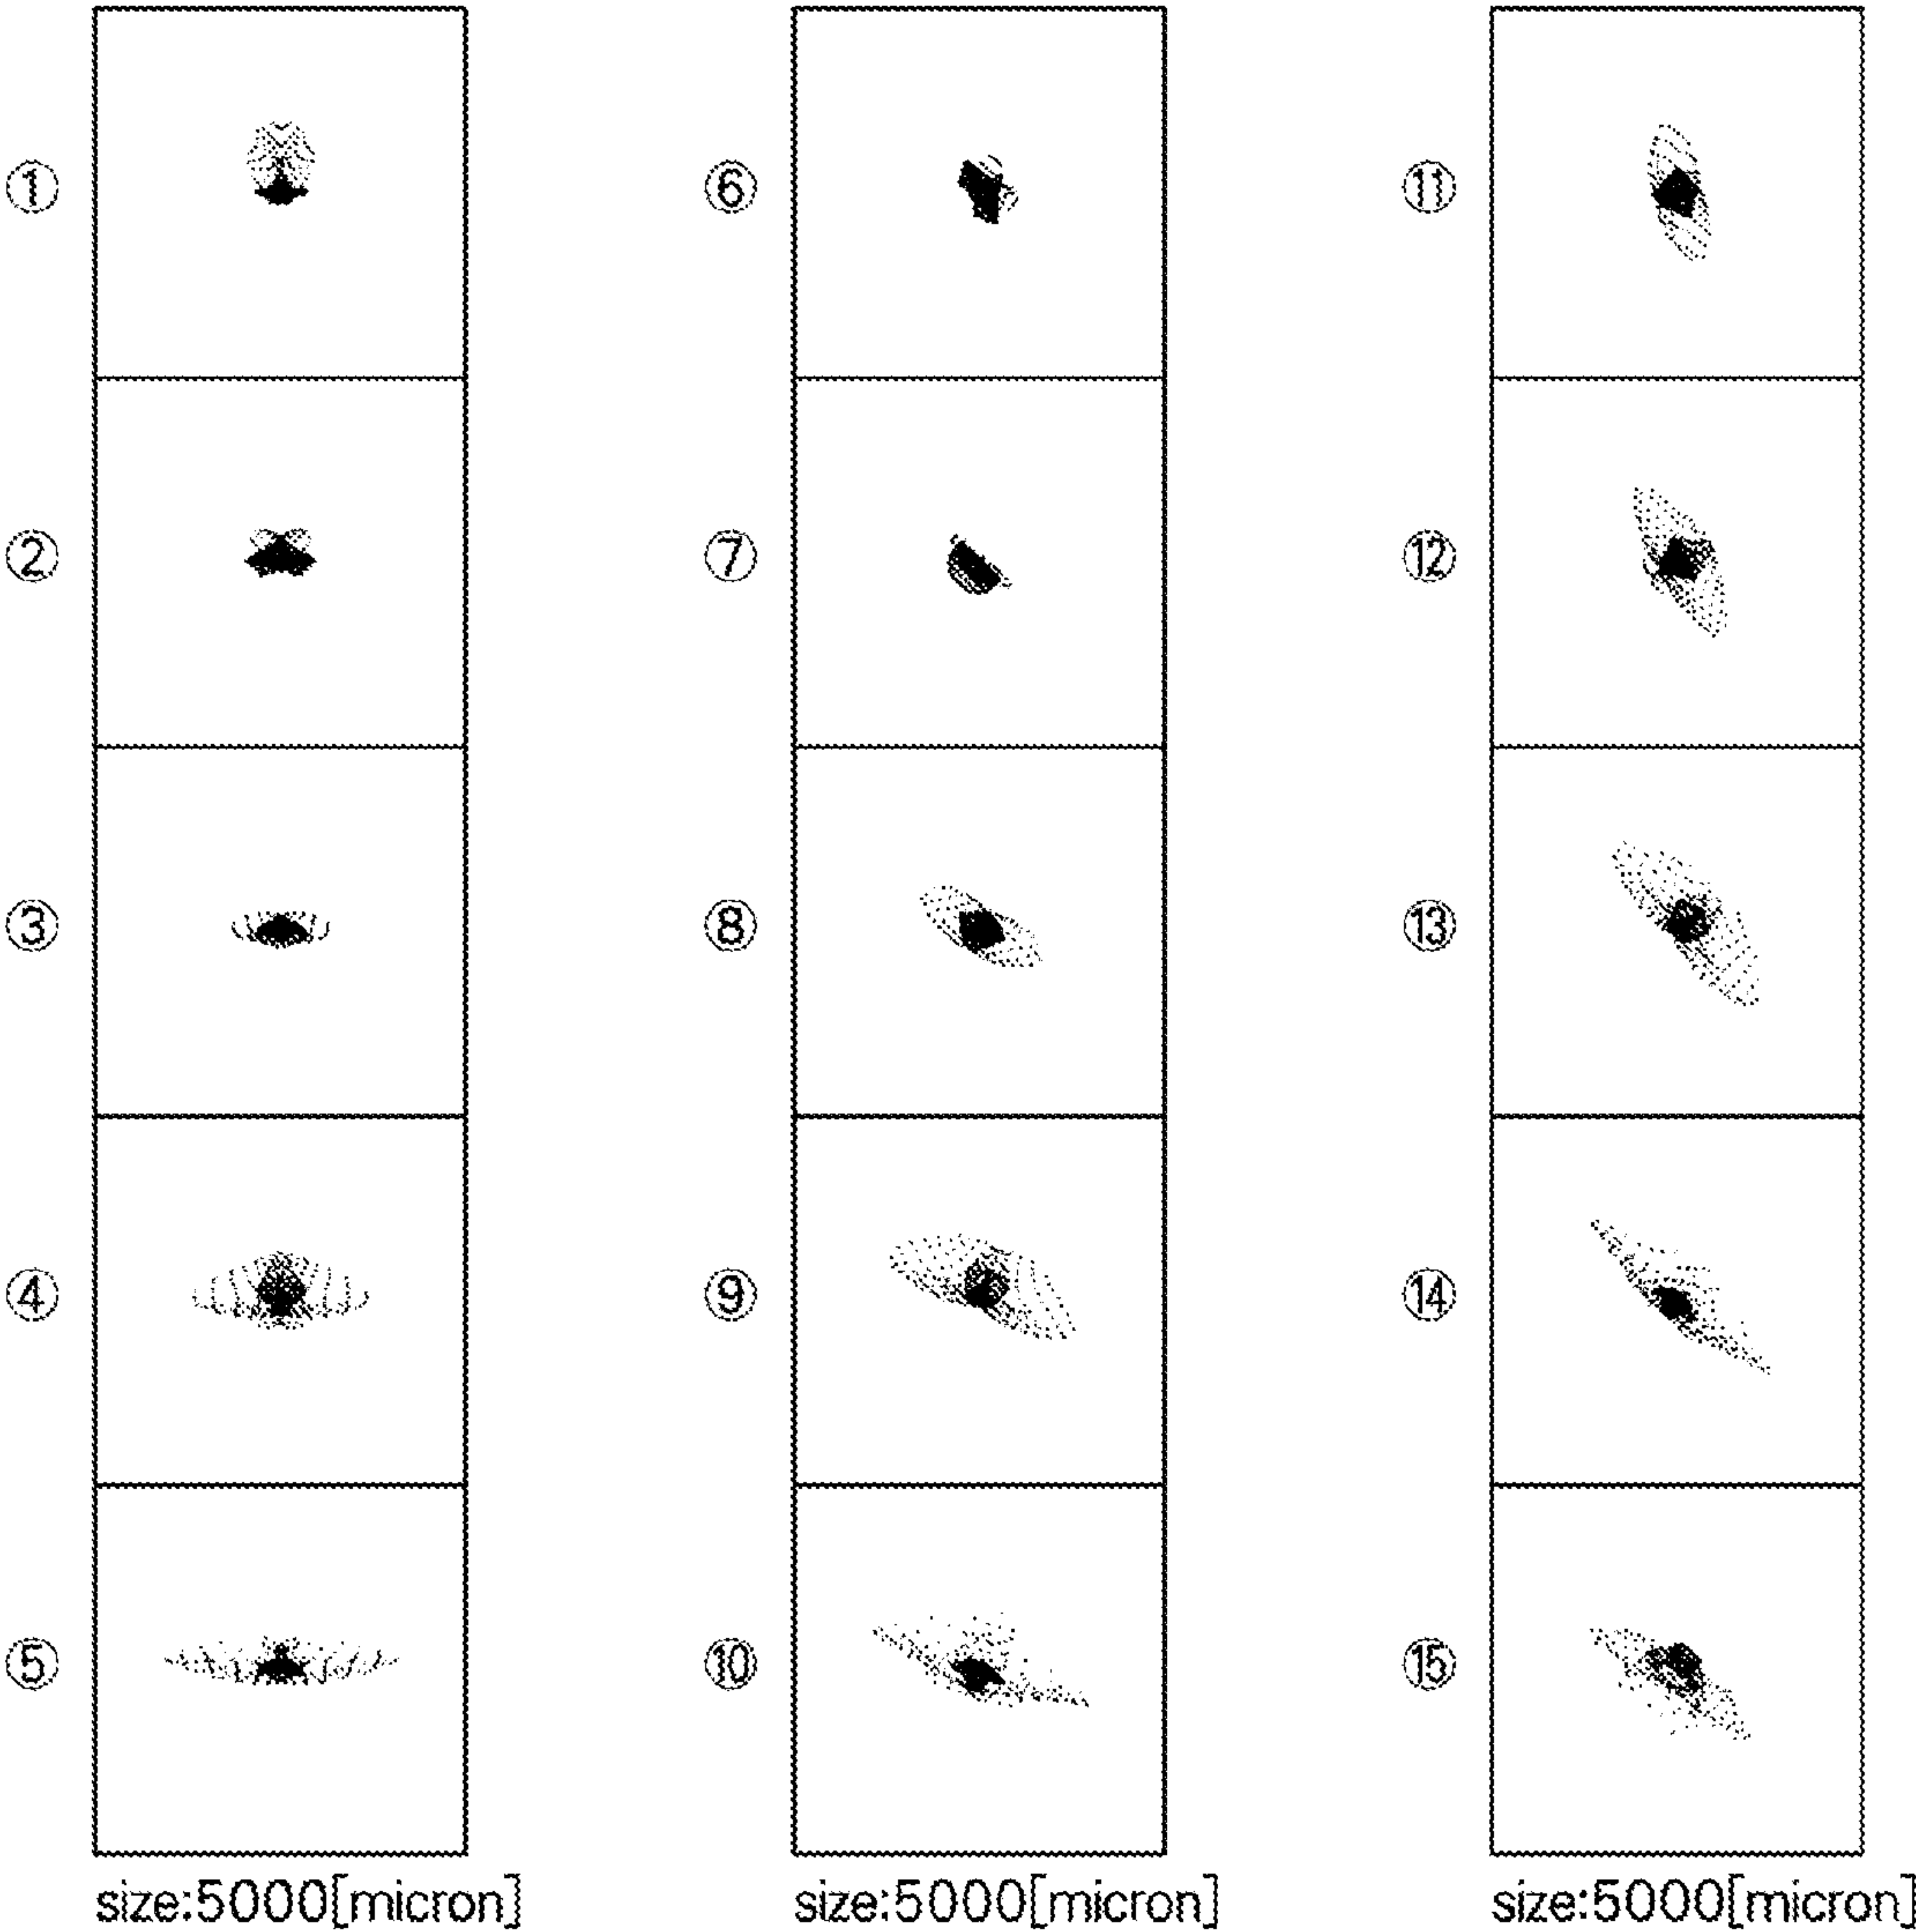 ① ⑥ ⑪
② ⑦ ⑫
③ ⑧ ⑬
④ ⑨ ⑭
⑤ ⑩ ⑮
size:5000[micron] size:5000[micron] size:5000[micron]